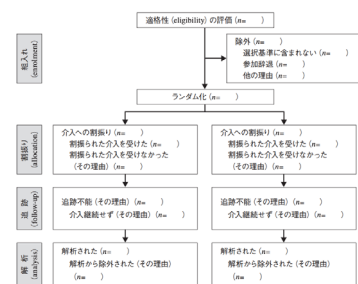 適格性 (eligibility) の評価 (n=　)
組入れ
(enrolment)
除外 (n=　)
選択基準に含まれない (n=　)
参加辞退 (n=　)
他の理由 (n=　)
ランダム化 (n=　)
割振り
(allocation)
介入への割振り (n=　)
割振られた介入を受けた (n=　)
割振られた介入を受けなかった
(その理由) (n=　)
介入への割振り (n=　)
割振られた介入を受けた (n=　)
割振られた介入を受けなかった
(その理由) (n=　)
追跡
(follow-up)
追跡不能 (その理由) (n=　)
介入継続せず (その理由) (n=　)
追跡不能 (その理由) (n=　)
介入継続せず (その理由) (n=　)
解析
(analysis)
解析された (n=　)
解析から除外された (その理由)
(n=　)
解析された (n=　)
解析から除外された (その理由)
(n=　)